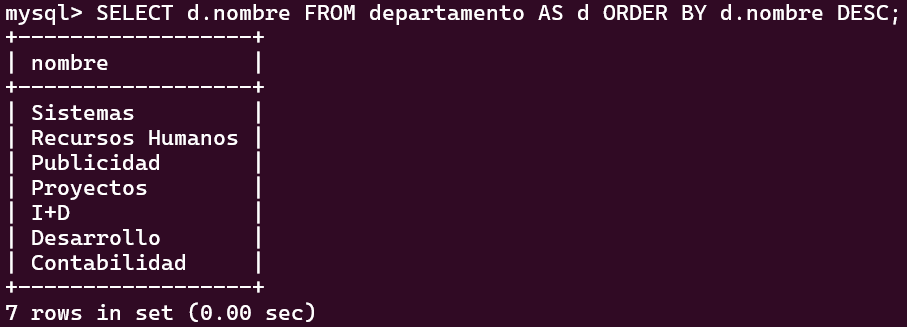 mysql> SELECT d.nombre FROM departamento AS d ORDER BY d.nombre DESC;
+------------------+
| nombre           |
+------------------+
| Sistemas         |
| Recursos Humanos |
| Publicidad       |
| Proyectos        |
| I+D              |
| Desarrollo       |
| Contabilidad     |
+------------------+
7 rows in set (0.00 sec)